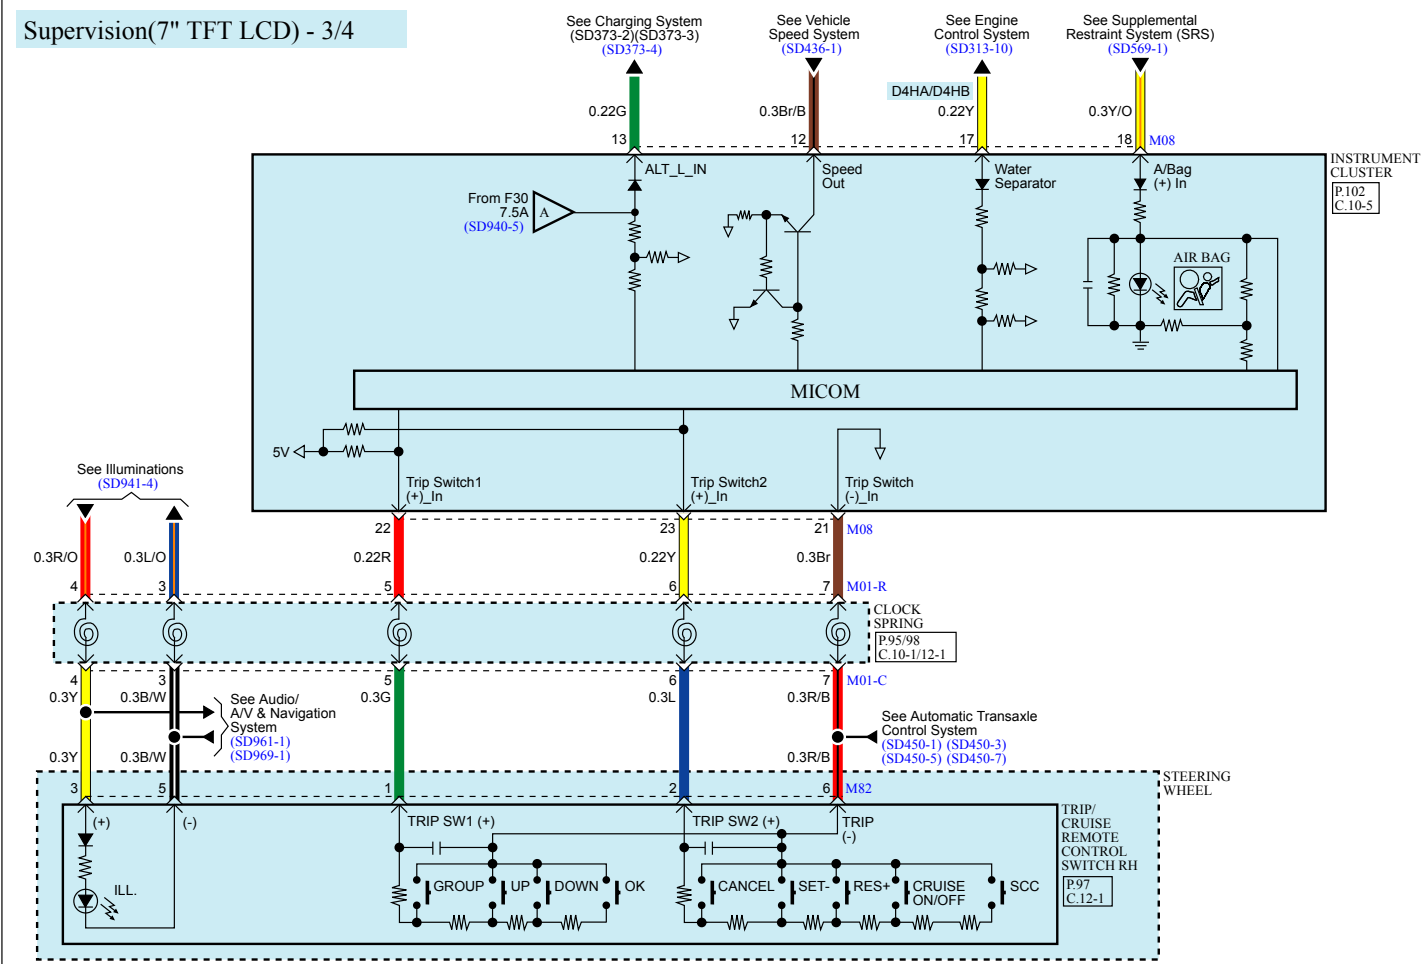 Supervision(7" TFT LCD) - 3/4
See Charging System
(SD373-2)(SD373-3)
(SD373-4)
See Vehicle
Speed System
(SD436-1)
See Engine
Control System
(SD313-10)
See Supplemental
Restraint System (SRS)
(SD569-1)
D4HA/D4HB
0.22G
0.3Br/B
0.22Y
0.3Y/O
13
12
17
18
M08
INSTRUMENT
CLUSTER
P.102
C.10-5
ALT_L_IN
Speed
Out
Water
Separator
A/Bag
(+) In
From F30
7.5A
(SD940-5)
A
AIR BAG
MICOM
5V
Trip Switch1
(+)_In
Trip Switch2
(+)_In
Trip Switch
(-)_In
See Illuminations
(SD941-4)
22
23
21
M08
0.3R/O
0.3L/O
0.22R
0.22Y
0.3Br
4
3
5
6
7
M01-R
CLOCK
SPRING
P.95/98
C.10-1/12-1
4
3
5
6
7
M01-C
0.3Y
0.3B/W
0.3G
0.3L
0.3R/B
See Audio/
A/V & Navigation
System
(SD961-1)
(SD969-1)
See Automatic Transaxle
Control System
(SD450-1) (SD450-3)
(SD450-5) (SD450-7)
0.3Y
0.3B/W
0.3R/B
STEERING
WHEEL
3
5
1
2
6
M82
(+)
(-)
TRIP SW1 (+)
TRIP SW2 (+)
TRIP
(-)
TRIP/
CRUISE
REMOTE
CONTROL
SWITCH RH
P.97
C.12-1
ILL.
GROUP
UP
DOWN
OK
CANCEL
SET-
RES+
CRUISE
ON/OFF
SCC